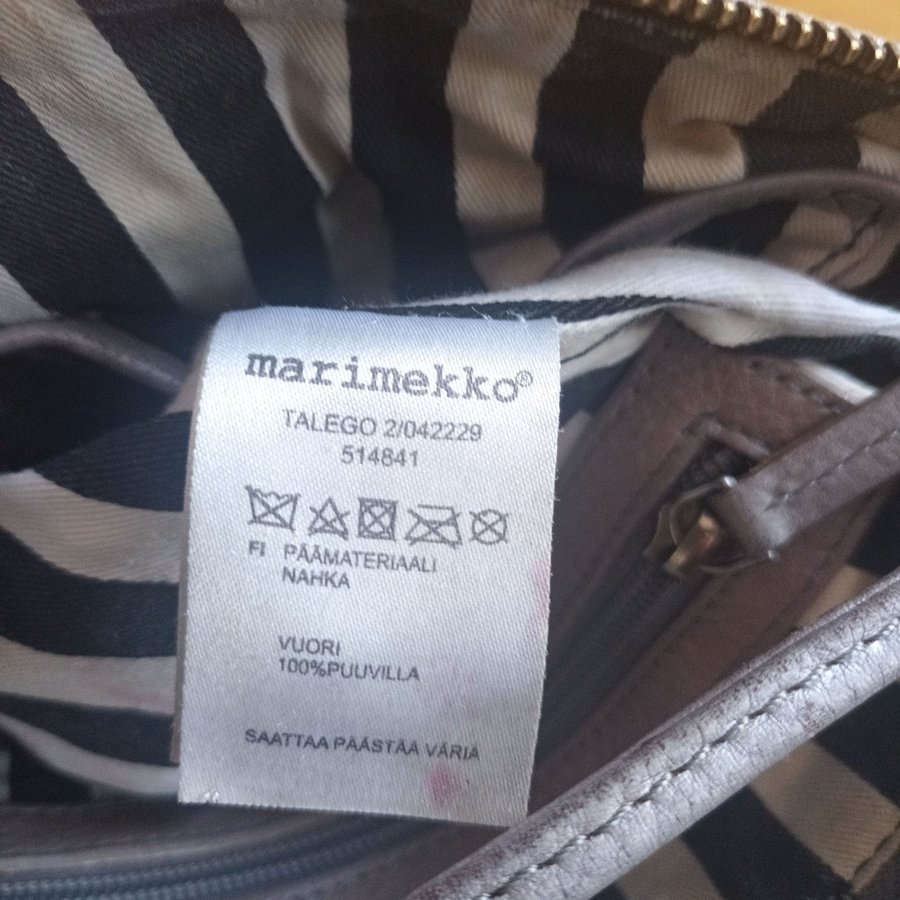 marimekko®
TALEGO 2/042229
514841
FI PÄÄMATERIAALI
NAHKA
VUORI
100%PUUVILLA
SAATTAA PÄÄSTÄÄ VÄRIÄ